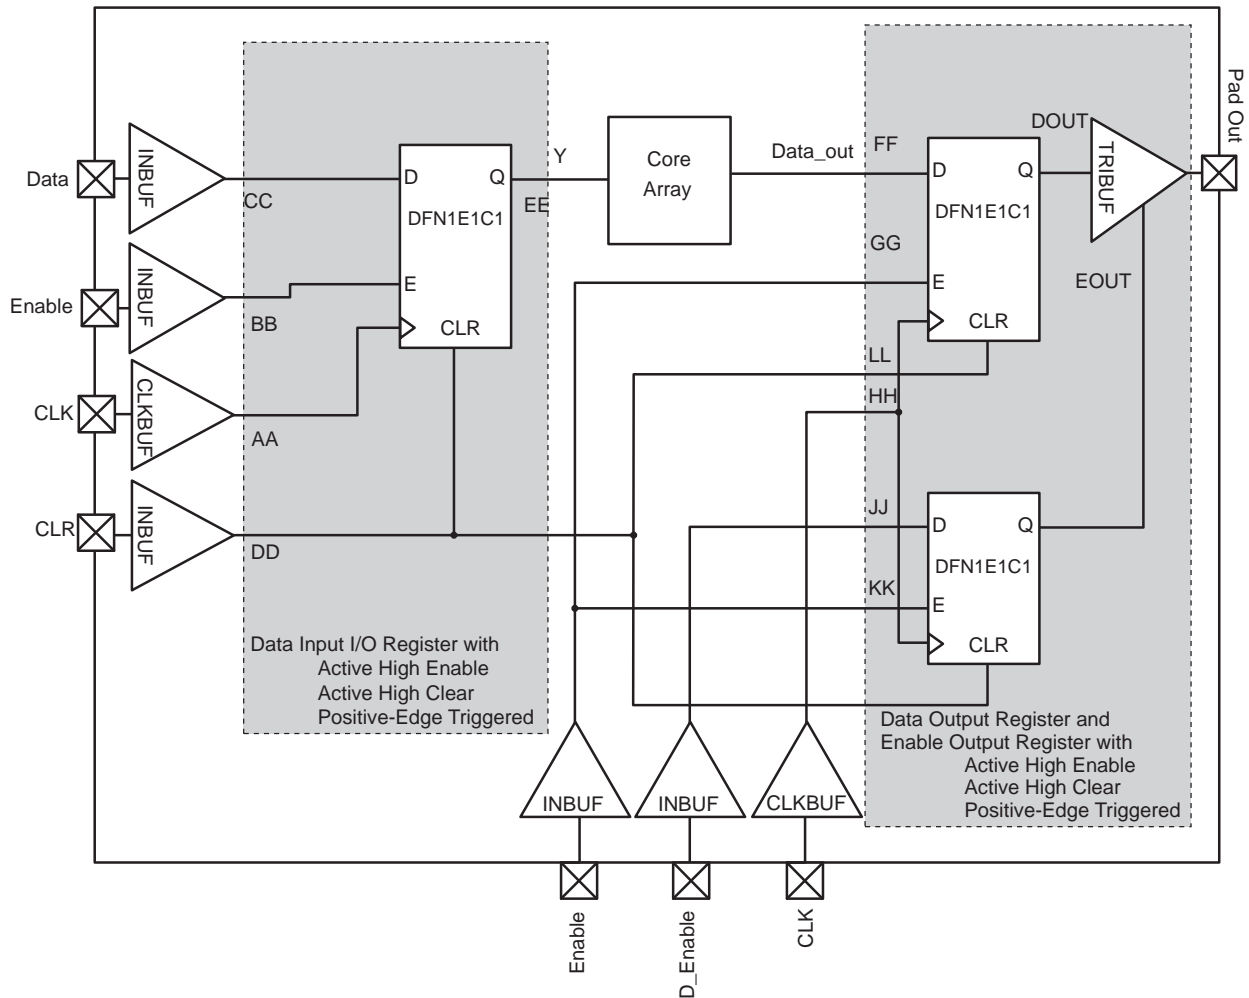 Pad Out
DOUT
FF
Data_out
Y
INBUF
Core
Array
TRIBUF
Data
D
Q
D
Q
CC
EE
DFN1E1C1
DFN1E1C1
GG
INBUF
E
E
EOUT
Enable
BB
CLR
CLR
LL
CLKBUF
HH
CLK
AA
INBUF
JJ
CLR
D
Q
DD
DFN1E1C1
KK
E
CLR
Data Input I/O Register with
Active High Enable
Active High Clear
Positive-Edge Triggered
Data Output Register and
Enable Output Register with
Active High Enable
Active High Clear
Positive-Edge Triggered
INBUF
INBUF
CLKBUF
Enable
D_Enable
CLK